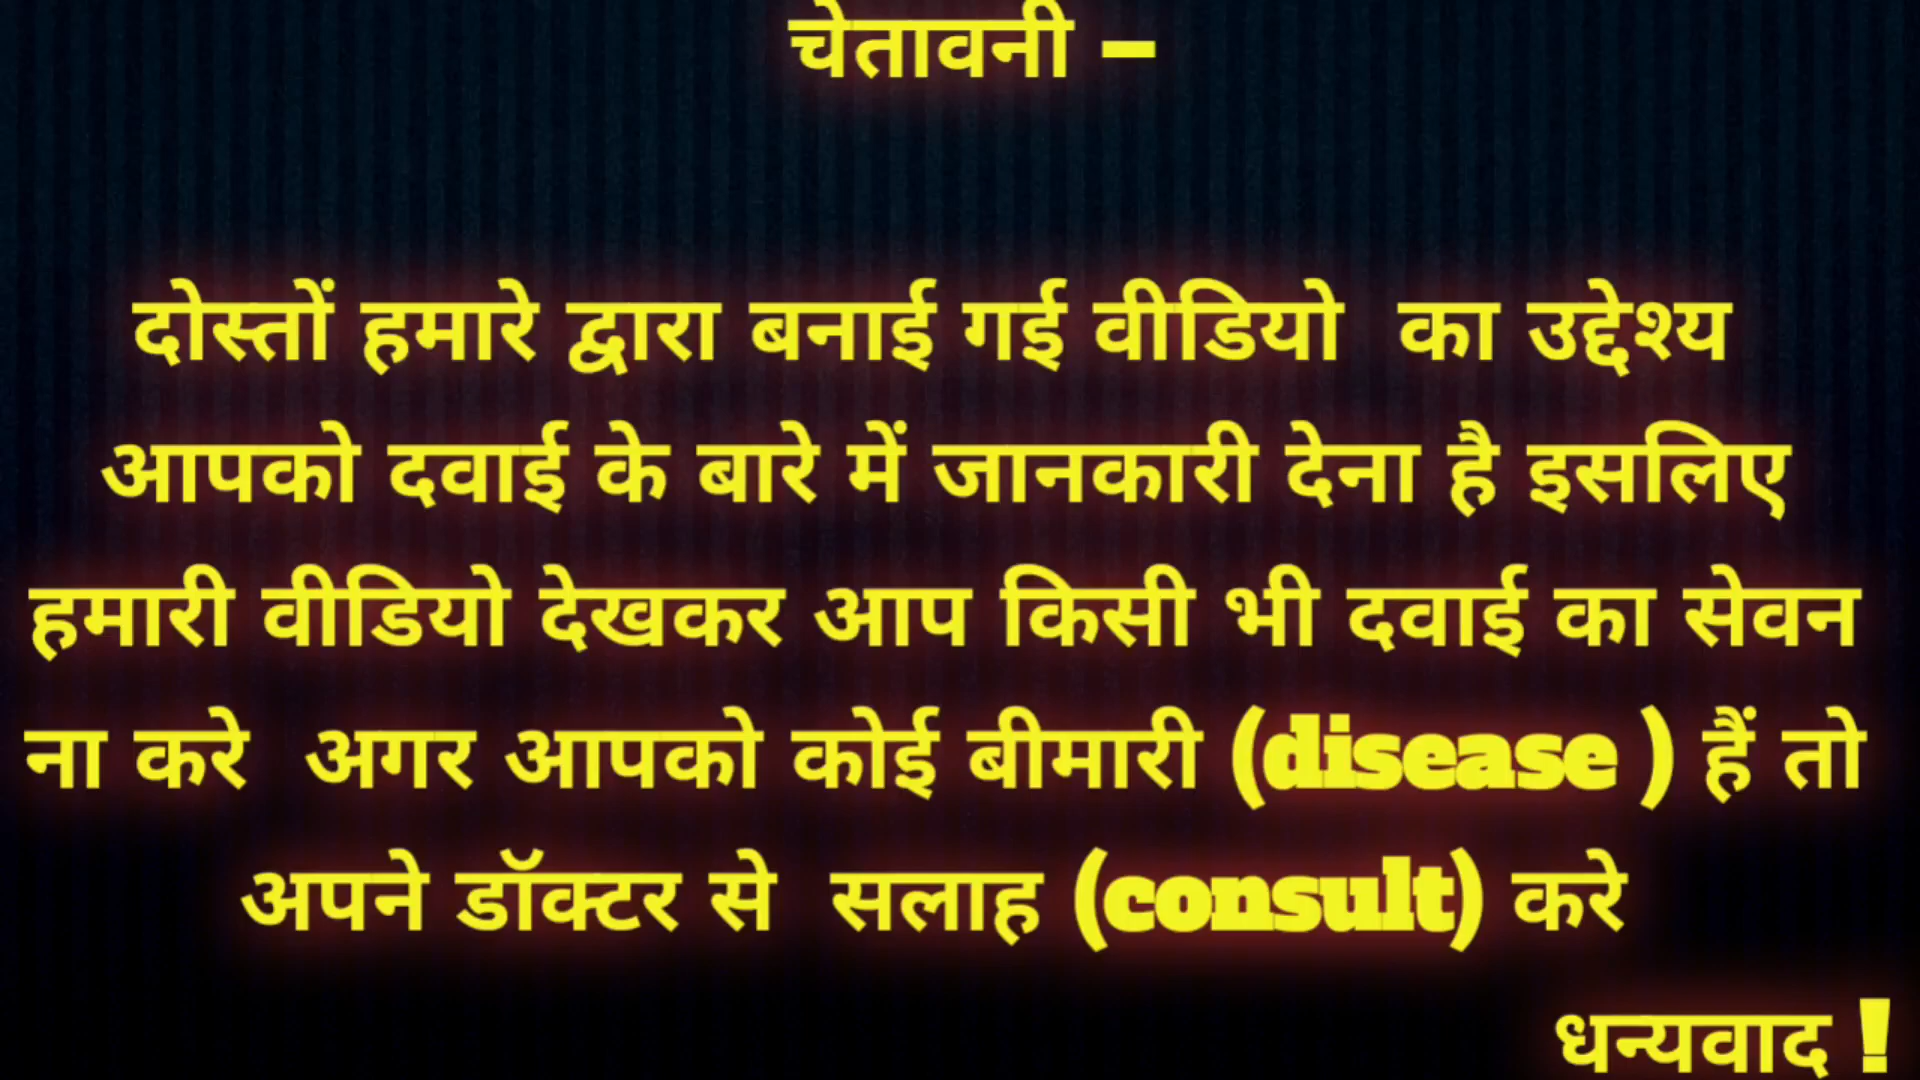 चेतावनी –
दोस्तों हमारे द्वारा बनाई गई वीडियो का उद्देश्य
आपको दवाई के बारे में जानकारी देना है इसलिए
हमारी वीडियो देखकर आप किसी भी दवाई का सेवन
ना करे अगर आपको कोई बीमारी (disease ) हैं तो
अपने डॉक्टर से सलाह (consult) करे
धन्यवाद !